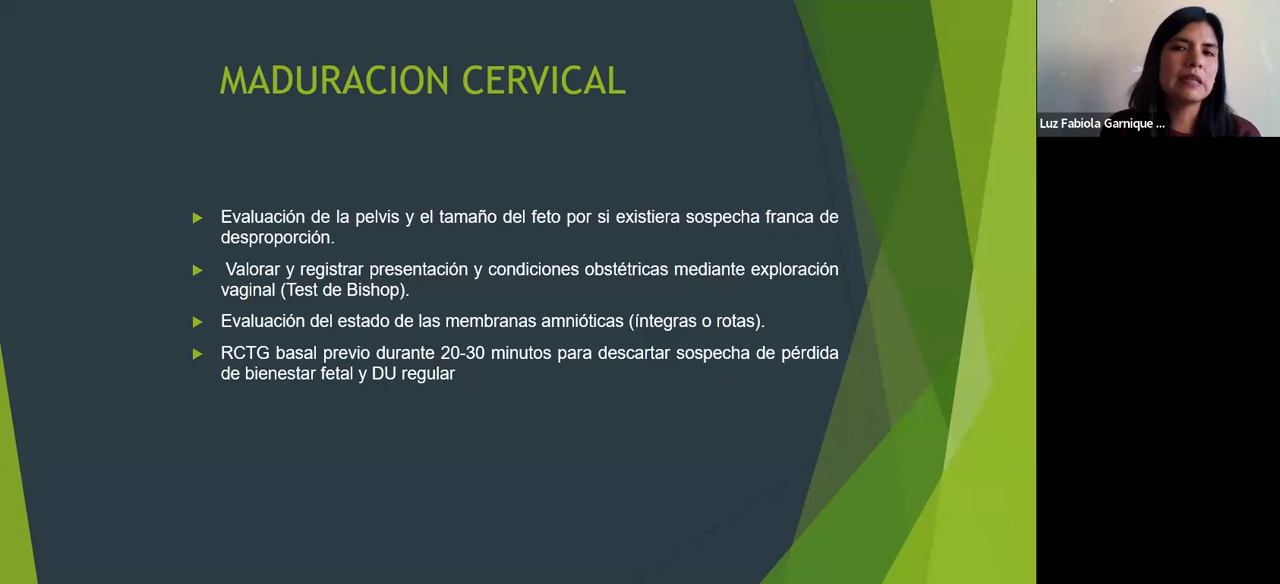 MADURACION CERVICAL
Evaluación de la pelvis y el tamaño del feto por si existiera sospecha franca de
desproporción.
Valorar y registrar presentación y condiciones obstétricas mediante exploración
vaginal (Test de Bishop).
Evaluación del estado de las membranas amnióticas (íntegras o rotas).
RCTG basal previo durante 20-30 minutos para descartar sospecha de pérdida
de bienestar fetal y DU regular
Luz Fabiola Garnique ...